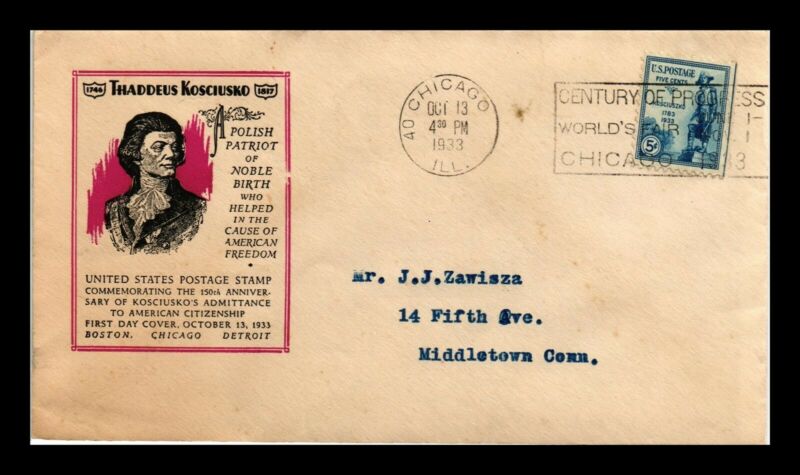 1746 THADDEUS KOSCIUSKO 1817
A POLISH
PATRIOT
OF
NOBLE
BIRTH
WHO
HELPED
IN THE
CAUSE OF
AMERICAN
FREEDOM
UNITED STATES POSTAGE STAMP
COMMEMORATING THE 150th ANNIVER-
SARY OF KOSCIUSKO'S ADMITTANCE
TO AMERICAN CITIZENSHIP
FIRST DAY COVER, OCTOBER 13, 1933
BOSTON, CHICAGO DETROIT
CHICAGO
OCT 13
4 30 PM
1933
ILL.
CENTURY OF PROGRESS
WORLD'S FAIR
CHICAGO 1933
U.S. POSTAGE
FIVE CENTS
KOSCIUSZKO
1783
1933
5¢
Mr. J.J.Zawisza
14 Fifth Ave.
Middletown Conn.